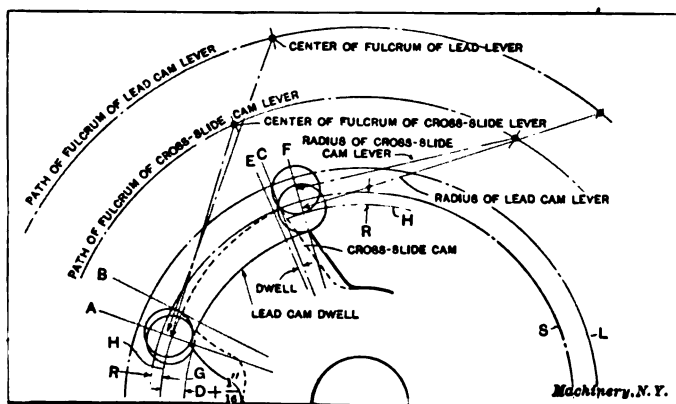 CENTER OF FULCRUM OF LEAD LEVER
PATH OF FULCRUM OF LEAD CAM LEVER
PATH OF FULCRUM OF CROSS-SLIDE CAM LEVER
CENTER OF FULCRUM OF CROSS-SLIDE LEVER
RADIUS OF CROSS-SLIDE
CAM LEVER
E C
F
RADIUS OF LEAD CAM LEVER
R
H
CROSS-SLIDE CAM
DWELL
LEAD CAM DWELL
B
A
H
R
G
D + 1/16"
S
L
Machinery, N. Y.